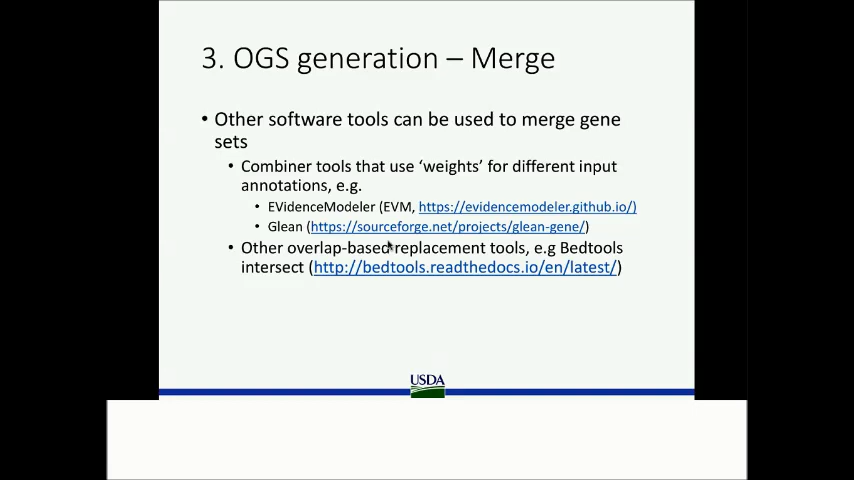 3. OGS generation – Merge
• Other software tools can be used to merge gene
sets
• Combiner tools that use ‘weights’ for different input
annotations, e.g.
• EVidenceModeler (EVM, https://evidencemodeler.github.io/)
• Glean (https://sourceforge.net/projects/glean-gene/)
• Other overlap-based replacement tools, e.g Bedtools
intersect (http://bedtools.readthedocs.io/en/latest/)
USDA